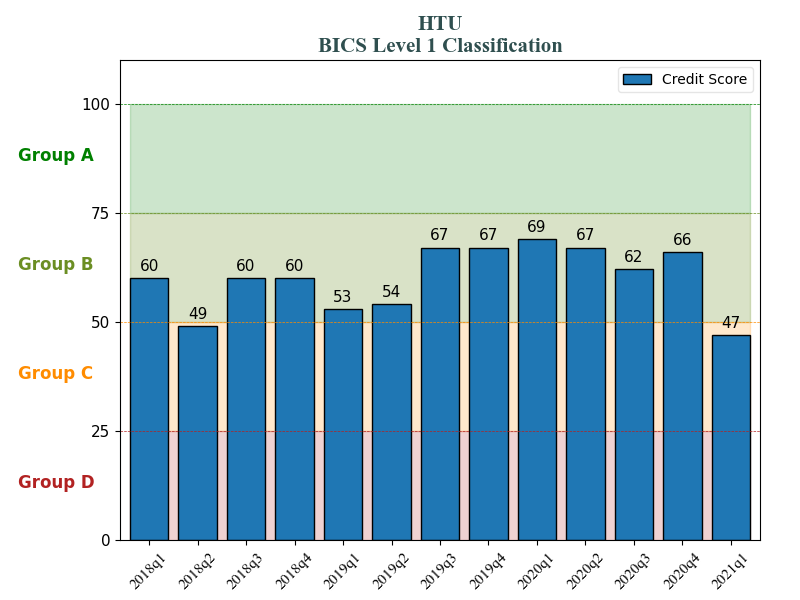 HTU
BICS Level 1 Classification
Credit Score
100
Group A
75
Group B
50
Group C
25
Group D
0
60
49
60
60
53
54
67
67
69
67
62
66
47
2018q1
2018q2
2018q3
2018q4
2019q1
2019q2
2019q3
2019q4
2020q1
2020q2
2020q3
2020q4
2021q1